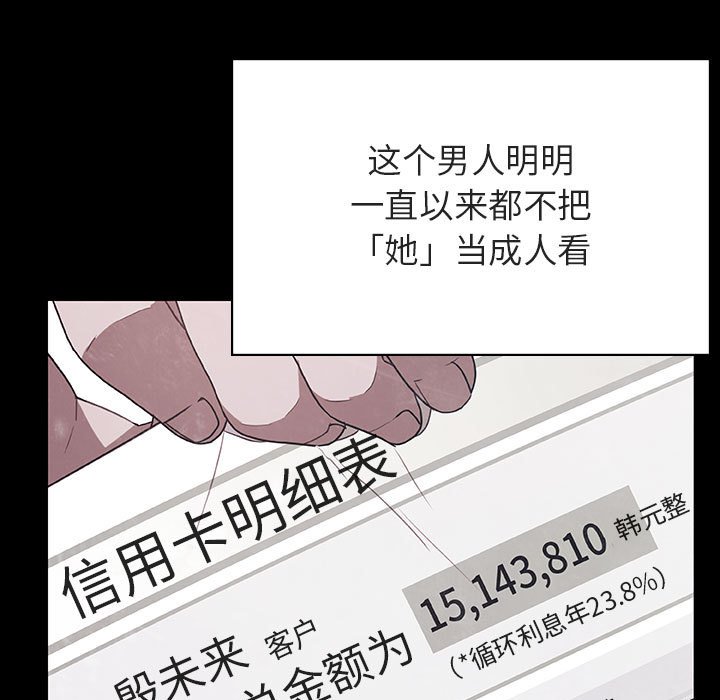 这个男人明明
一直以来都不把
「她」当成人看
信用卡明细表
15,143,810 韩元整
(*循环利息年23.8%)
殷未来 客户
总金额为